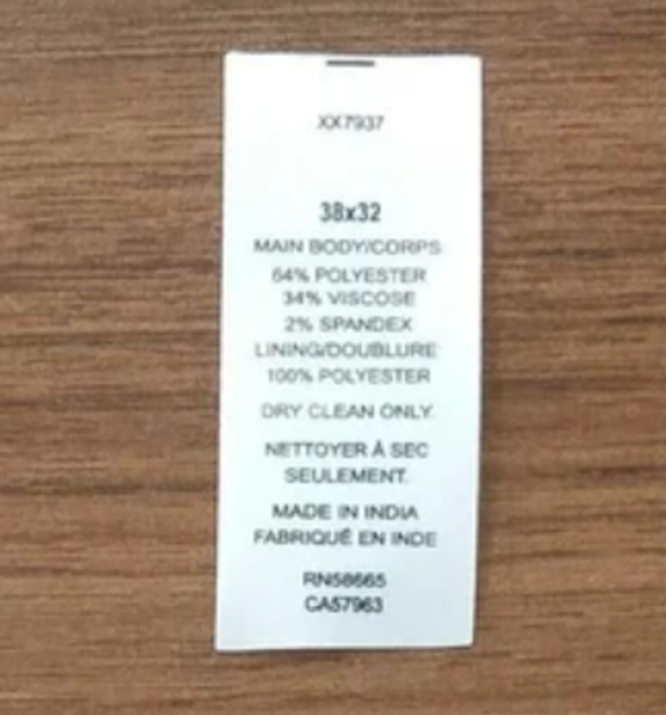 XX7937
38x32
MAIN BODY/CORPS
64% POLYESTER
34% VISCOSE
2% SPANDEX
LINING/DOUBLURE
100% POLYESTER
DRY CLEAN ONLY.
NETTOYER À SEC
SEULEMENT.
MADE IN INDIA
FABRIQUÉ EN INDE
RN58665
CA57963